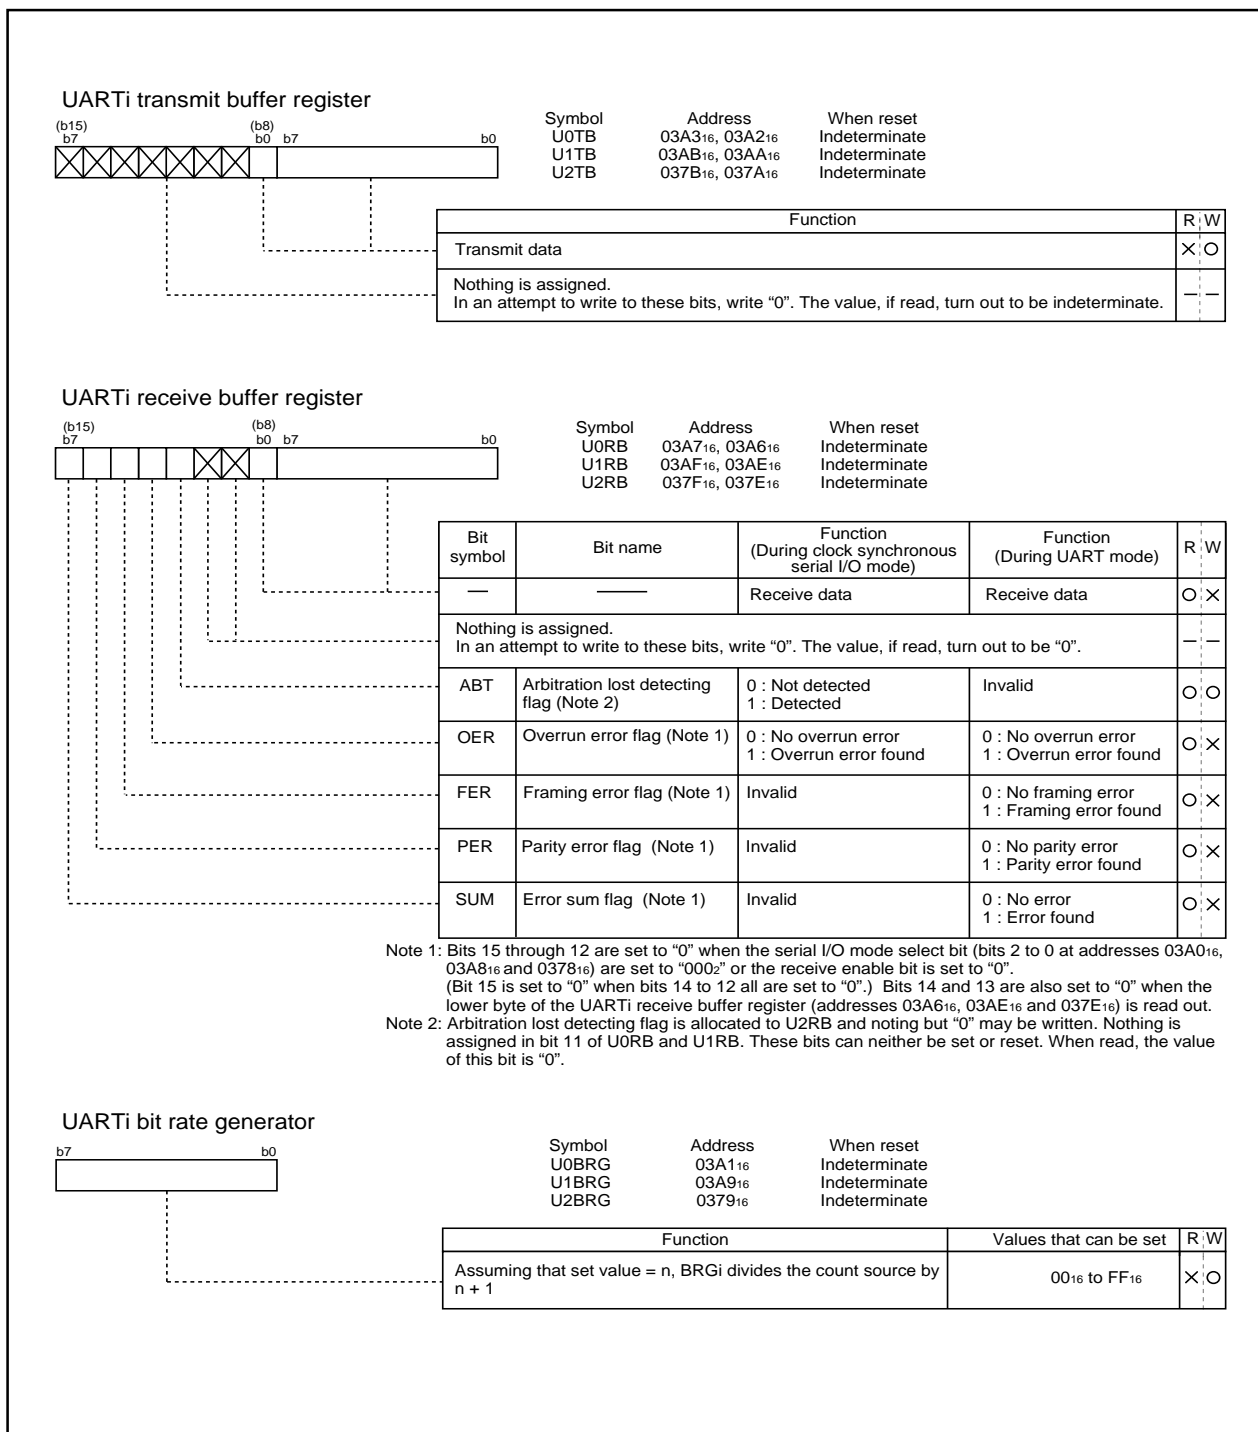 UARTi transmit buffer register
(b15) (b8)
b7 b0 b7 b0
Symbol Address When reset
U0TB 03A3₁₆, 03A2₁₆ Indeterminate
U1TB 03AB₁₆, 03AA₁₆ Indeterminate
U2TB 037B₁₆, 037A₁₆ Indeterminate
Function R W
Transmit data
Nothing is assigned.
In an attempt to write to these bits, write “0”. The value, if read, turn out to be indeterminate.
UARTi receive buffer register
(b15) (b8)
b7 b0 b7 b0
Symbol Address When reset
U0RB 03A7₁₆, 03A6₁₆ Indeterminate
U1RB 03AF₁₆, 03AE₁₆ Indeterminate
U2RB 037F₁₆, 037E₁₆ Indeterminate
Bit symbol Bit name Function (During clock synchronous serial I/O mode) Function (During UART mode) R W
Receive data Receive data
Nothing is assigned.
In an attempt to write to these bits, write “0”. The value, if read, turn out to be “0”.
ABT Arbitration lost detecting 0 : Not detected Invalid
flag (Note 2) 1 : Detected
OER Overrun error flag (Note 1) 0 : No overrun error 0 : No overrun error
1 : Overrun error found 1 : Overrun error found
FER Framing error flag (Note 1) Invalid 0 : No framing error
1 : Framing error found
PER Parity error flag (Note 1) Invalid 0 : No parity error
1 : Parity error found
SUM Error sum flag (Note 1) Invalid 0 : No error
1 : Error found
Note 1: Bits 15 through 12 are set to “0” when the serial I/O mode select bit (bits 2 to 0 at addresses 03A0₁₆,
03A8₁₆ and 0378₁₆) are set to “000₂” or the receive enable bit is set to “0”.
(Bit 15 is set to “0” when bits 14 to 12 all are set to “0”.) Bits 14 and 13 are also set to “0” when the
lower byte of the UARTi receive buffer register (addresses 03A6₁₆, 03AE₁₆ and 037E₁₆) is read out.
Note 2: Arbitration lost detecting flag is allocated to U2RB and noting but “0” may be written. Nothing is
assigned in bit 11 of U0RB and U1RB. These bits can neither be set or reset. When read, the value
of this bit is “0”.
UARTi bit rate generator
b7 b0
Symbol Address When reset
U0BRG 03A1₁₆ Indeterminate
U1BRG 03A9₁₆ Indeterminate
U2BRG 0379₁₆ Indeterminate
Function Values that can be set R W
Assuming that set value = n, BRGi divides the count source by 00₁₆ to FF₁₆
n + 1